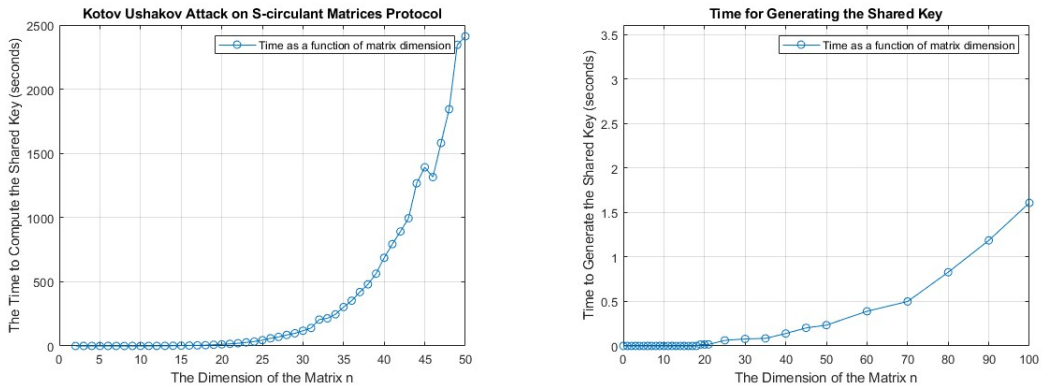 Kotov Ushakov Attack on S-circulant Matrices Protocol
Time as a function of matrix dimension
The Time to Compute the Shared Key (seconds)
2500
2000
1500
1000
500
0
0 5 10 15 20 25 30 35 40 45 50
The Dimension of the Matrix n
Time for Generating the Shared Key
Time as a function of matrix dimension
Time to Generate the Shared Key (seconds)
3.5
3
2.5
2
1.5
1
0.5
0
0 10 20 30 40 50 60 70 80 90 100
The Dimension of the Matrix n